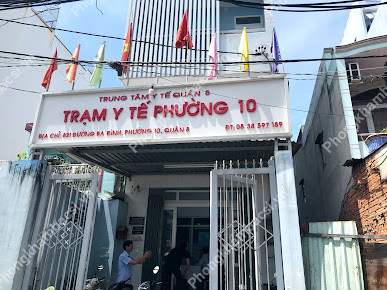 TRUNG TÂM Y TẾ QUẬN 8
TRẠM Y TẾ PHƯỜNG 10
ĐỊA CHỈ: 821 ĐƯỜNG BA ĐÌNH, PHƯỜNG 10, QUẬN 8 ĐT: 08 38 597 189